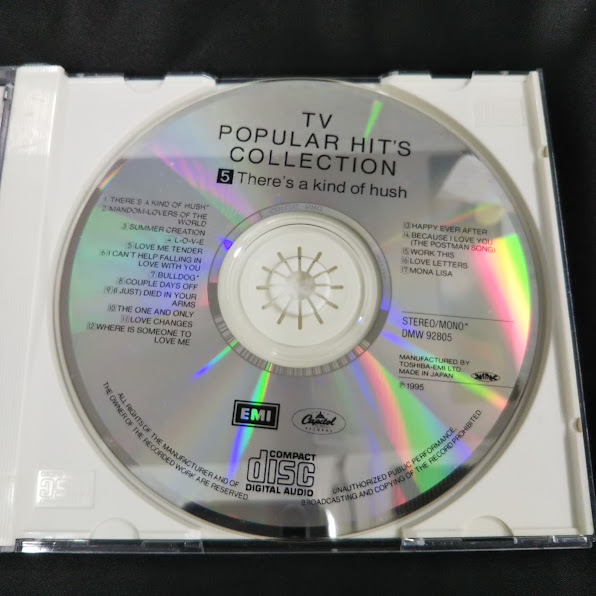 TV
POPULAR HIT'S
COLLECTION
5 There's a kind of hush
1 THERE'S A KIND OF HUSH*
2 MANDOM-LOVERS OF THE
WORLD
3 SUMMER CREATION
4 L-O-V-E
5 LOVE ME TENDER
6 I CAN'T HELP FALLING IN
LOVE WITH YOU
7 BULLDOG*
8 COUPLE DAYS OFF
9 (I JUST) DIED IN YOUR
ARMS
10 THE ONE AND ONLY
11 LOVE CHANGES
12 WHERE IS SOMEONE TO
LOVE ME
13 HAPPY EVER AFTER
14 BECAUSE I LOVE YOU
(THE POSTMAN SONG)
15 WORK THIS
16 LOVE LETTERS
17 MONA LISA
STEREO/MONO*
DMW 92805
MANUFACTURED BY
TOSHIBA-EMI LTD.
MADE IN JAPAN
℗1995
EMI
Capitol
RECORDS
COMPACT
disc
DIGITAL AUDIO
ALL RIGHTS OF THE MANUFACTURER AND OF
THE OWNER OF THE RECORDED WORK ARE RESERVED.
UNAUTHORIZED PUBLIC PERFORMANCE,
BROADCASTING AND COPYING OF THE RECORD PROHIBITED.